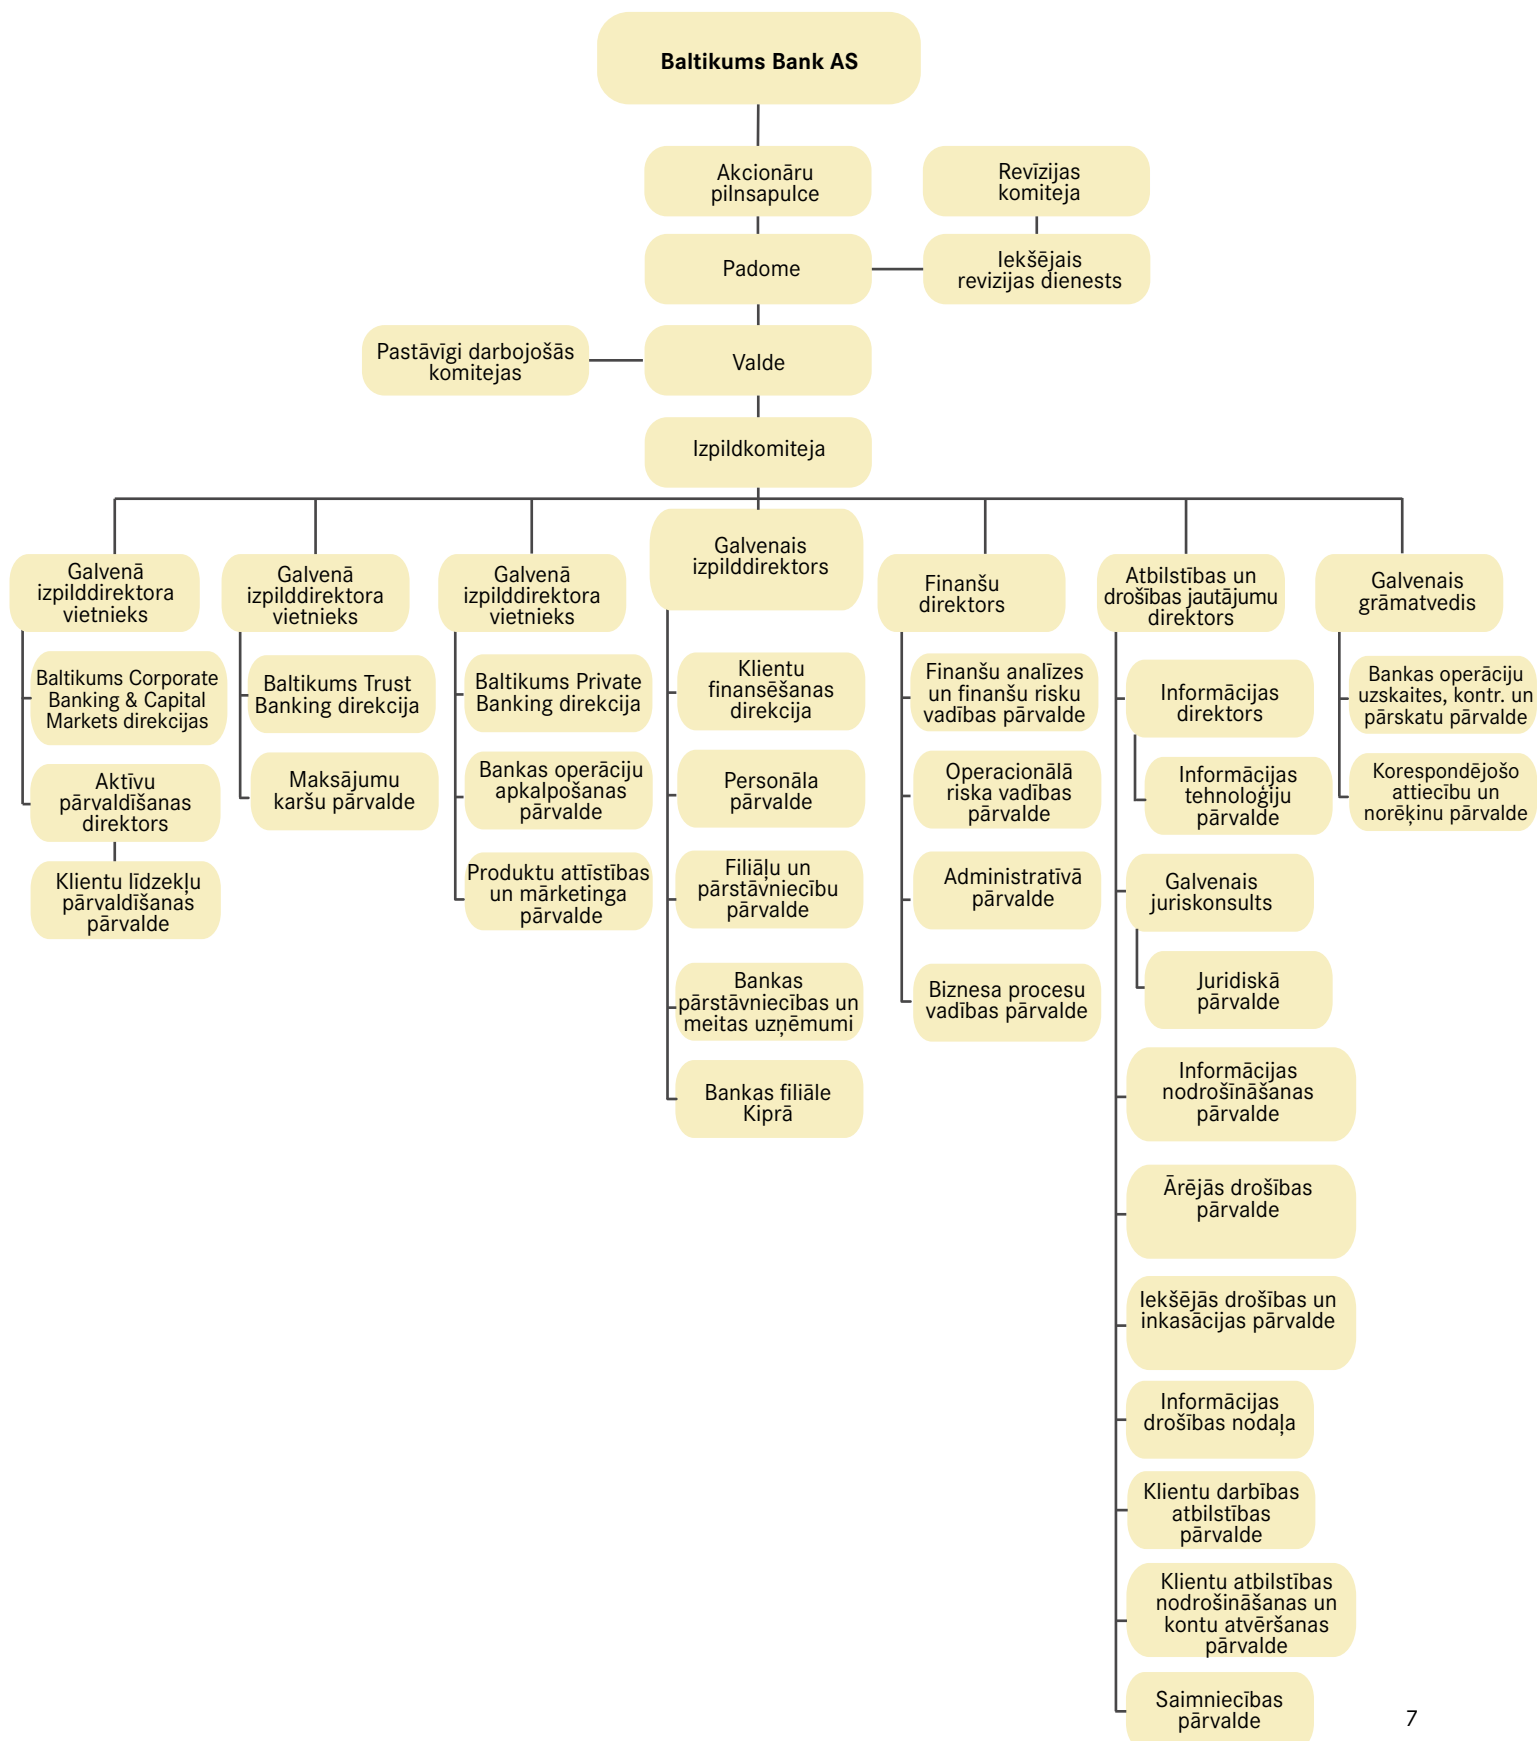 Baltikums Bank AS
Akcionāru
pilnsapulce
Revīzijas
komiteja
Padome
Iekšējais
revizijas dienests
Pastāvīgi darbojošās
komitejas
Valde
Izpildkomiteja
Galvenā
izpilddirektora
vietnieks
Baltikums Corporate
Banking & Capital
Markets direkcijas
Aktīvu
pārvaldīšanas
direktors
Klientu līdzekļu
pārvaldīšanas
pārvalde
Galvenā
izpilddirektora
vietnieks
Baltikums Trust
Banking direkcija
Maksājumu
karšu pārvalde
Galvenā
izpilddirektora
vietnieks
Baltikums Private
Banking direkcija
Bankas operāciju
apkalpošanas
pārvalde
Produktu attīstības
un mārketinga
pārvalde
Galvenais
izpilddirektors
Klientu
finansēšanas
direkcija
Personāla
pārvalde
Filiāļu un
pārstāvniecību
pārvalde
Bankas
pārstāvniecības un
meitas uzņēmumi
Bankas filiāle
Kiprā
Finanšu
direktors
Finanšu analīzes
un finanšu risku
vadības pārvalde
Operacionālā
riska vadības
pārvalde
Administratīvā
pārvalde
Biznesa procesu
vadības pārvalde
Atbilstības un
drošības jautājumu
direktors
Informācijas
direktors
Informācijas
tehnoloģiju
pārvalde
Galvenais
juriskonsults
Juridiskā
pārvalde
Informācijas
nodrošīnāšanas
pārvalde
Ārējās drošības
pārvalde
Iekšējās drošības un
inkasācijas pārvalde
Informācijas
drošības nodaļa
Klientu darbības
atbilstības
pārvalde
Klientu atbilstības
nodrošināšanas un
kontu atvēršanas
pārvalde
Saimniecības
pārvalde
Galvenais
grāmatvedis
Bankas operāciju
uzskaites, kontr. un
pārskatu pārvalde
Korespondējošo
attiecību un
norēķinu pārvalde
7